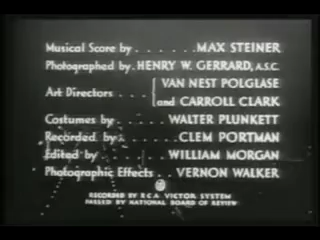 Musical Score by . . . . . . MAX STEINER
Photographed by . HENRY W. GERRARD, A.S.C.
Art Directors . . . VAN NEST POLGLASE
and CARROLL CLARK
Costumes by . . . . WALTER PLUNKETT
Recorded by . . . . CLEM PORTMAN
Edited by . . . . WILLIAM MORGAN
Photographic Effects . . VERNON WALKER
RECORDED BY R.C.A. VICTOR SYSTEM
PASSED BY NATIONAL BOARD OF REVIEW